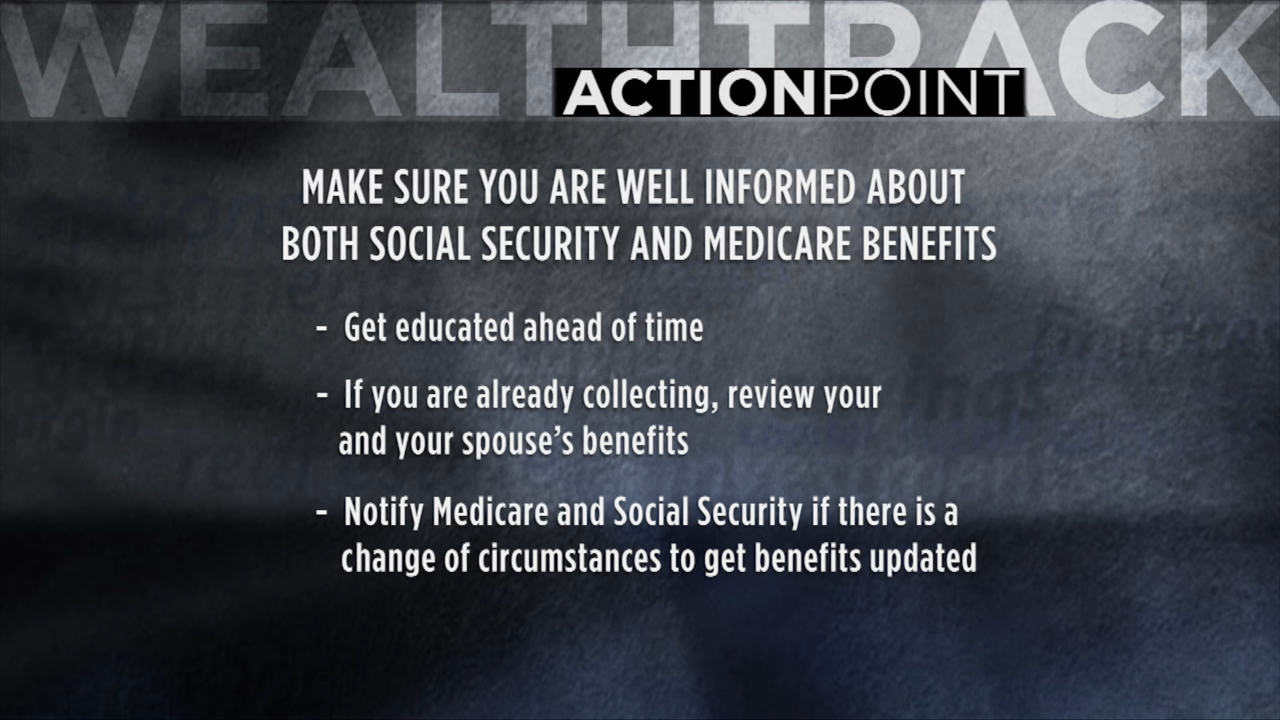 WEALTHTRACK
ACTIONPOINT
MAKE SURE YOU ARE WELL INFORMED ABOUT
BOTH SOCIAL SECURITY AND MEDICARE BENEFITS
- Get educated ahead of time
- If you are already collecting, review your
and your spouse's benefits
- Notify Medicare and Social Security if there is a
change of circumstances to get benefits updated